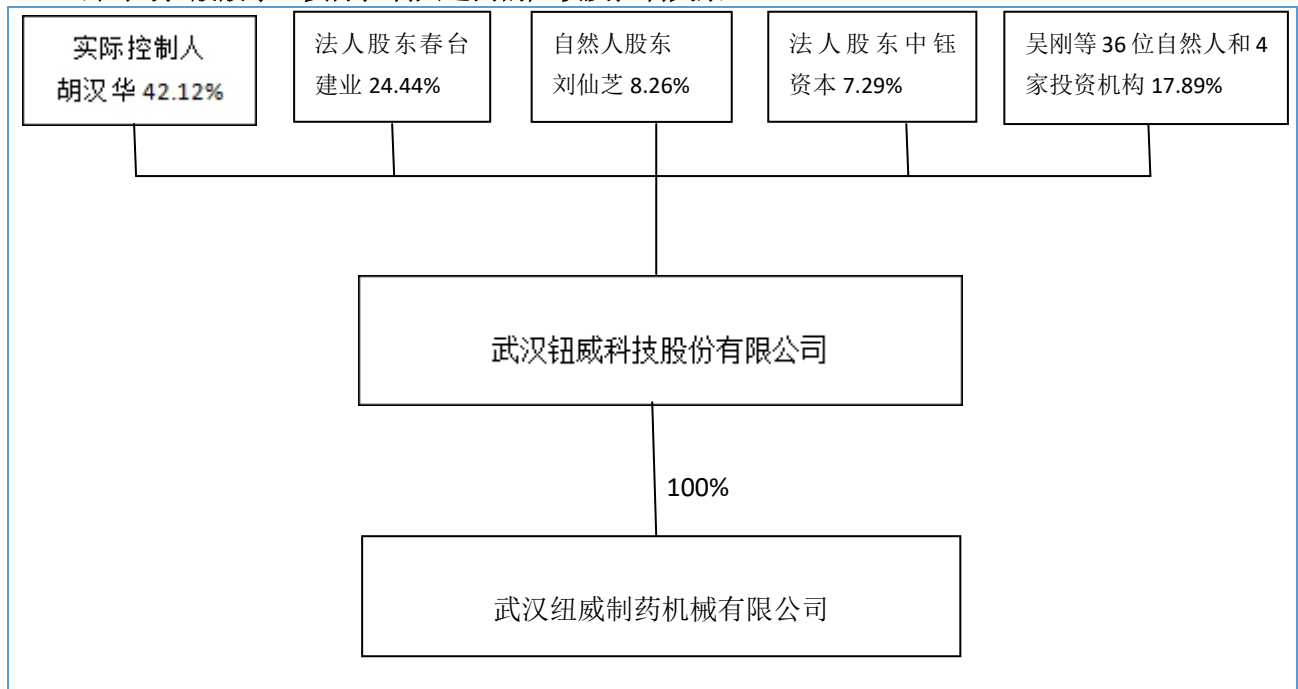 实际控制人
胡汉华 42.12%
法人股东春台
建业 24.44%
自然人股东
刘仙芝 8.26%
法人股东中钰
资本 7.29%
吴刚等 36 位自然人和 4
家投资机构 17.89%
武汉钮威科技股份有限公司
100%
武汉纽威制药机械有限公司